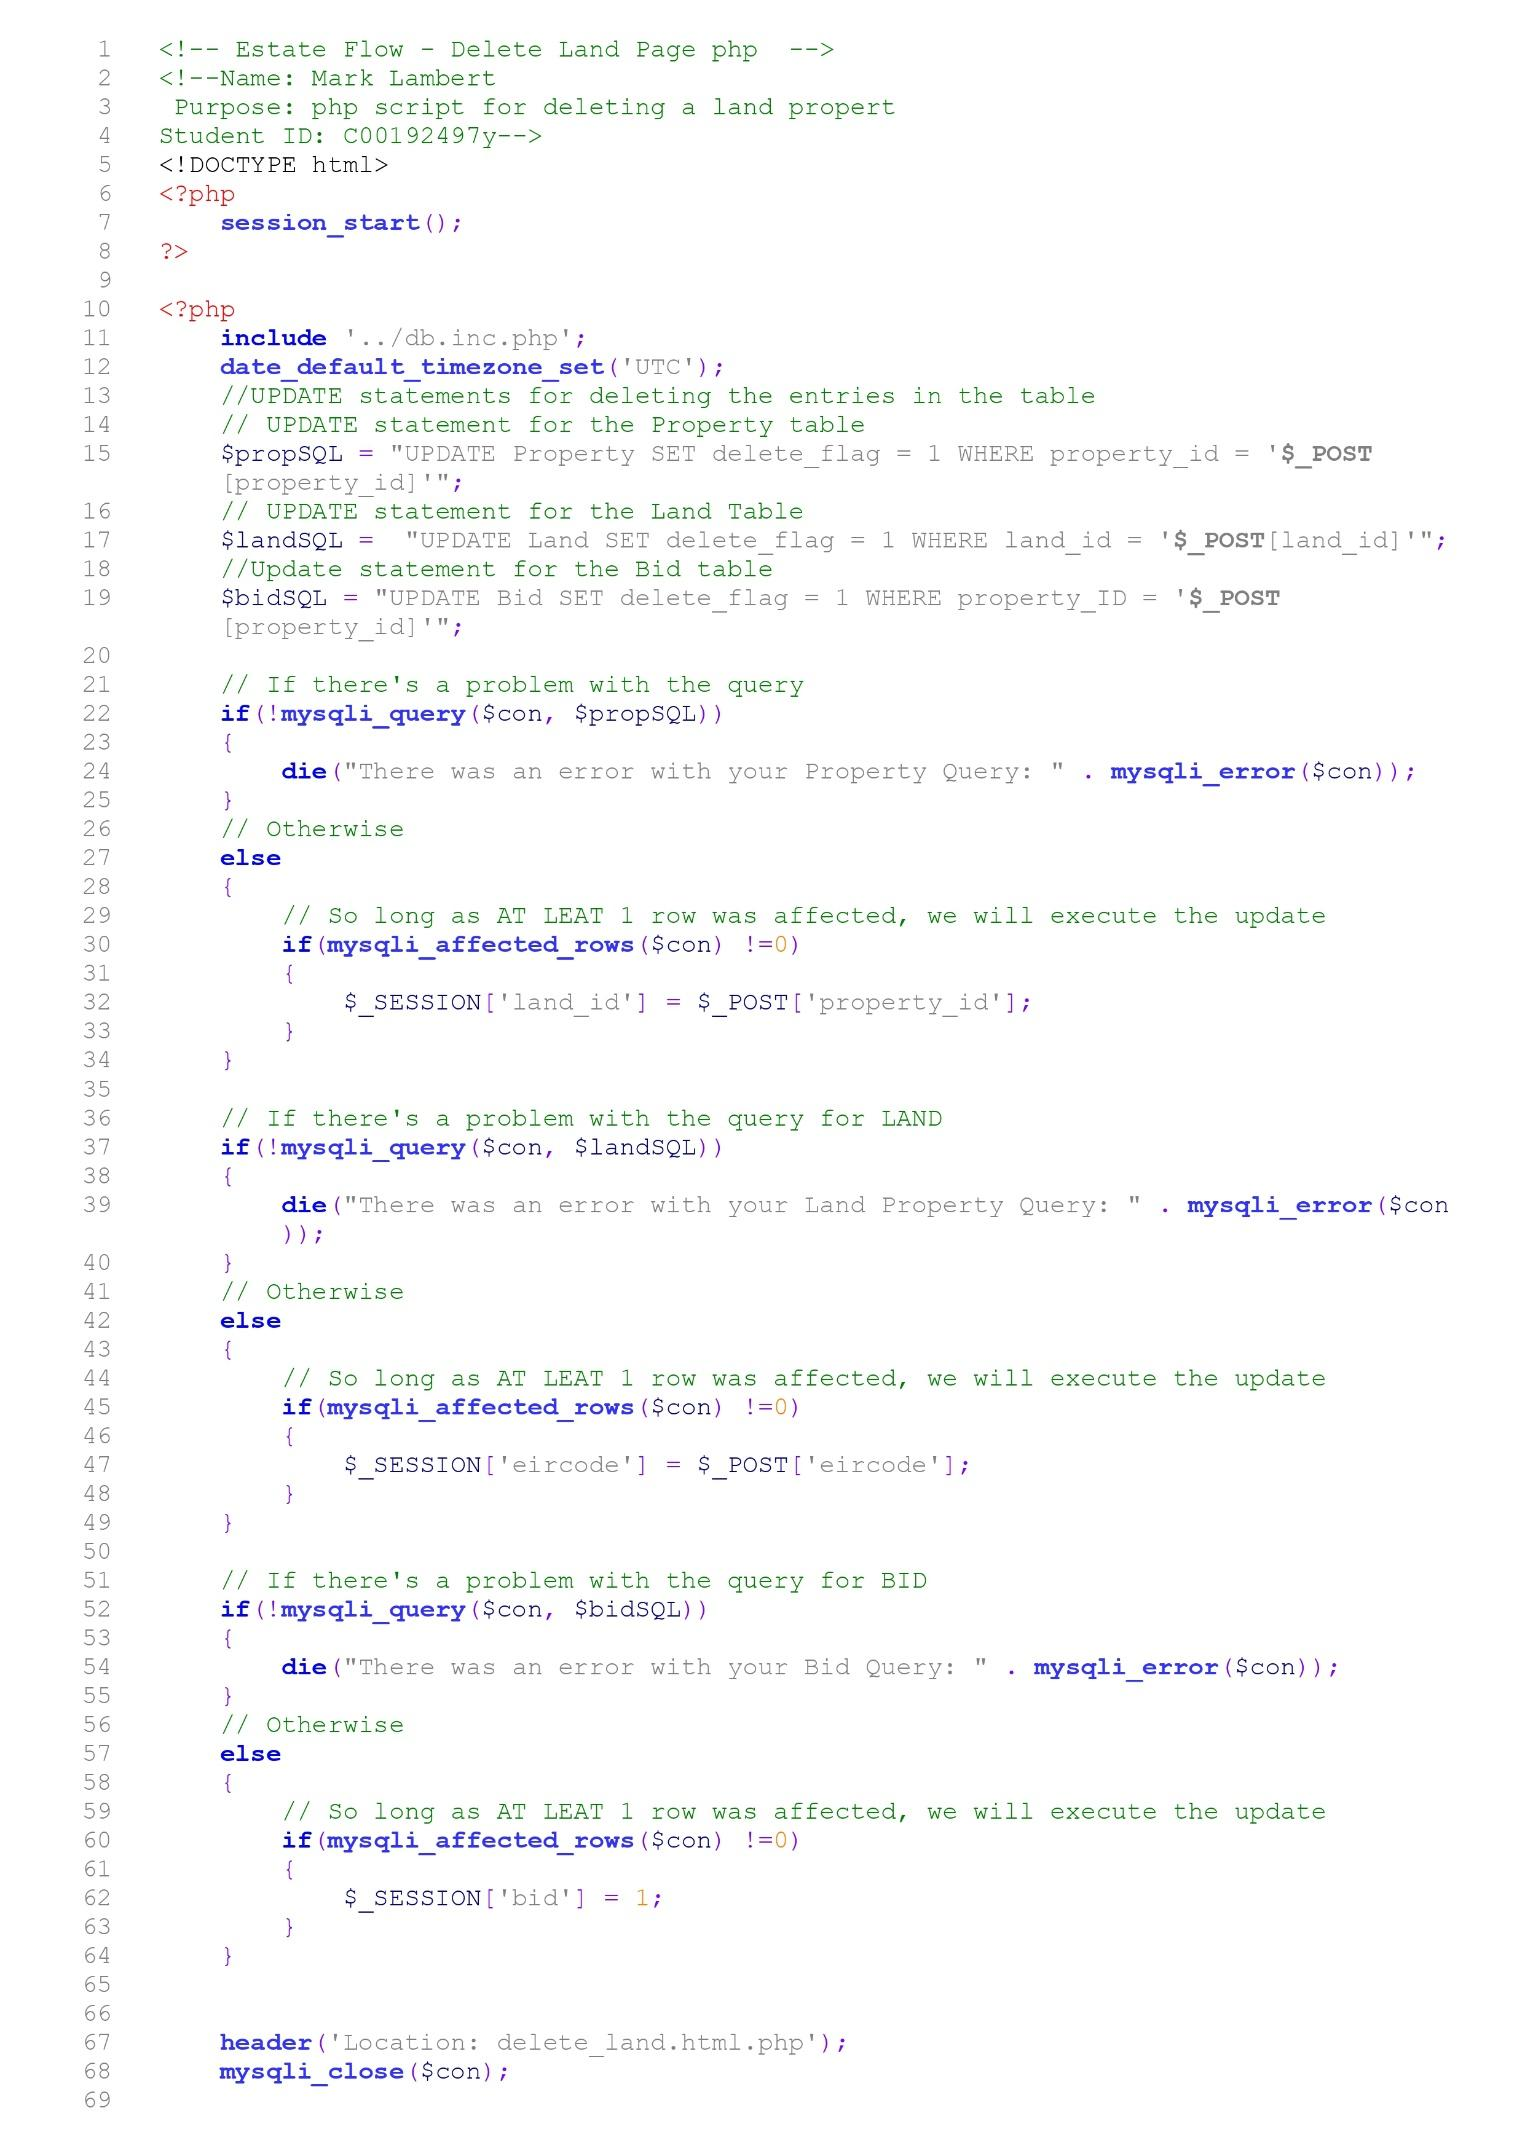 1 <!-- Estate Flow - Delete Land Page php  -->
2 <!--Name: Mark Lambert
3  Purpose: php script for deleting a land propert
4 Student ID: C00192497y-->
5 <!DOCTYPE html>
6 <?php
7     session_start();
8 ?>
9
10 <?php
11     include '../db.inc.php';
12     date_default_timezone_set('UTC');
13     //UPDATE statements for deleting the entries in the table
14     // UPDATE statement for the Property table
15     $propSQL = "UPDATE Property SET delete_flag = 1 WHERE property_id = '$_POST
    [property_id]'";
16     // UPDATE statement for the Land Table
17     $landSQL =  "UPDATE Land SET delete_flag = 1 WHERE land_id = '$_POST[land_id]'";
18     //Update statement for the Bid table
19     $bidSQL = "UPDATE Bid SET delete_flag = 1 WHERE property_ID = '$_POST
    [property_id]'";
20
21     // If there's a problem with the query
22     if(!mysqli_query($con, $propSQL))
23     {
24         die("There was an error with your Property Query: " . mysqli_error($con));
25     }
26     // Otherwise
27     else
28     {
29         // So long as AT LEAT 1 row was affected, we will execute the update
30         if(mysqli_affected_rows($con) !=0)
31         {
32             $_SESSION['land_id'] = $_POST['property_id'];
33         }
34     }
35
36     // If there's a problem with the query for LAND
37     if(!mysqli_query($con, $landSQL))
38     {
39         die("There was an error with your Land Property Query: " . mysqli_error($con
        ));
40     }
41     // Otherwise
42     else
43     {
44         // So long as AT LEAT 1 row was affected, we will execute the update
45         if(mysqli_affected_rows($con) !=0)
46         {
47             $_SESSION['eircode'] = $_POST['eircode'];
48         }
49     }
50
51     // If there's a problem with the query for BID
52     if(!mysqli_query($con, $bidSQL))
53     {
54         die("There was an error with your Bid Query: " . mysqli_error($con));
55     }
56     // Otherwise
57     else
58     {
59         // So long as AT LEAT 1 row was affected, we will execute the update
60         if(mysqli_affected_rows($con) !=0)
61         {
62             $_SESSION['bid'] = 1;
63         }
64     }
65
66
67     header('Location: delete_land.html.php');
68     mysqli_close($con);
69